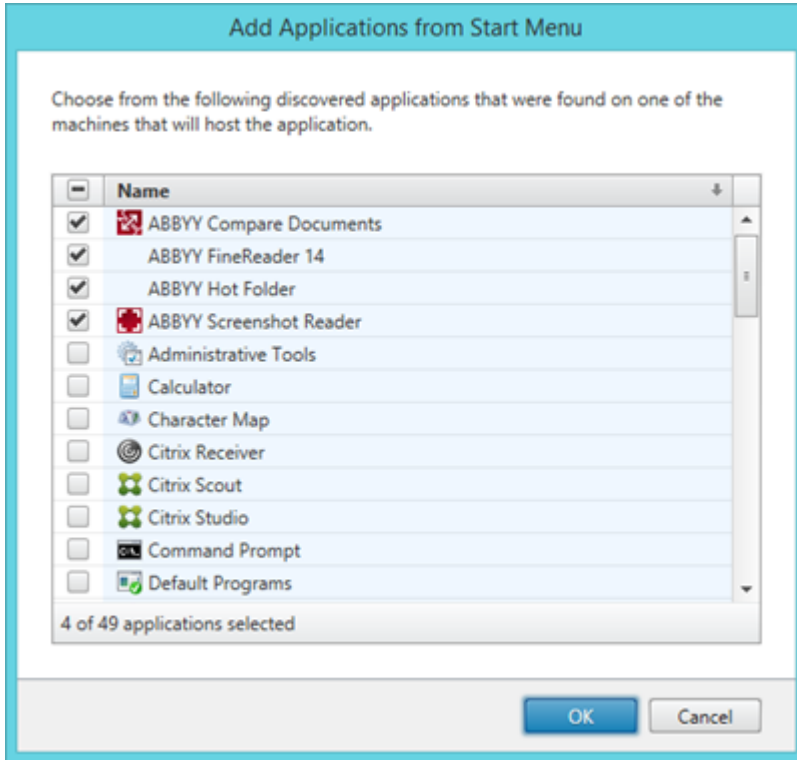 Add Applications from Start Menu
Choose from the following discovered applications that were found on one of the
machines that will host the application.
Name
ABBYY Compare Documents
ABBYY FineReader 14
ABBYY Hot Folder
ABBYY Screenshot Reader
Administrative Tools
Calculator
Character Map
Citrix Receiver
Citrix Scout
Citrix Studio
Command Prompt
Default Programs
4 of 49 applications selected
OK Cancel